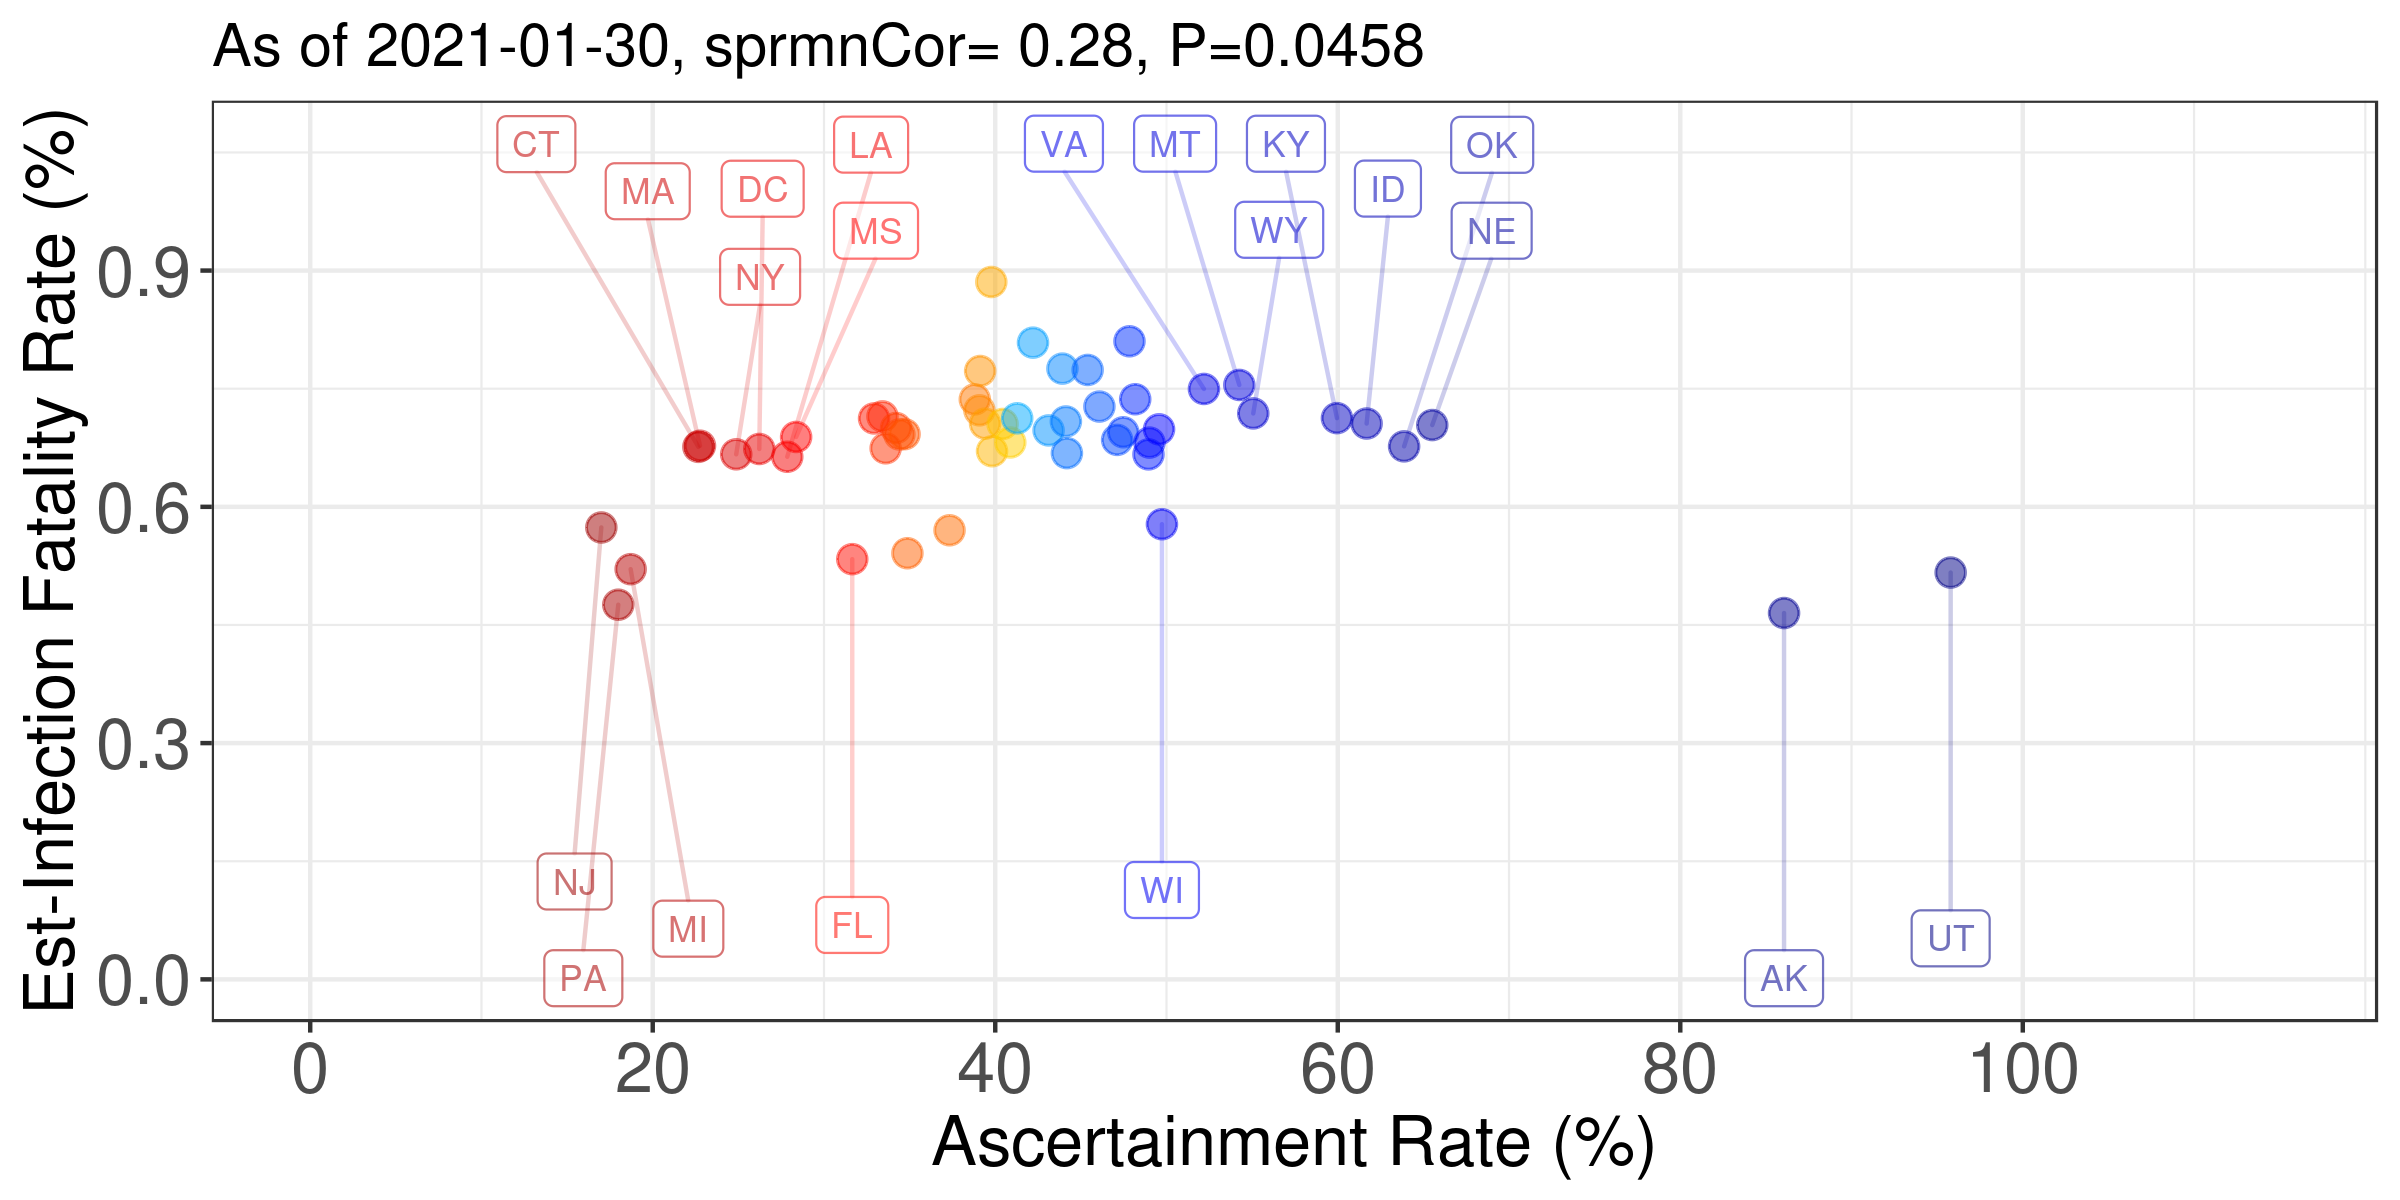 As of 2021-01-30, sprmnCor= 0.28, P=0.0458
Est-Infection Fatality Rate (%)
0.9
0.6
0.3
0.0
CT
MA
DC
NY
LA
MS
VA
MT
KY
WY
ID
OK
NE
NJ
PA
MI
FL
WI
AK
UT
0 20 40 60 80 100
Ascertainment Rate (%)